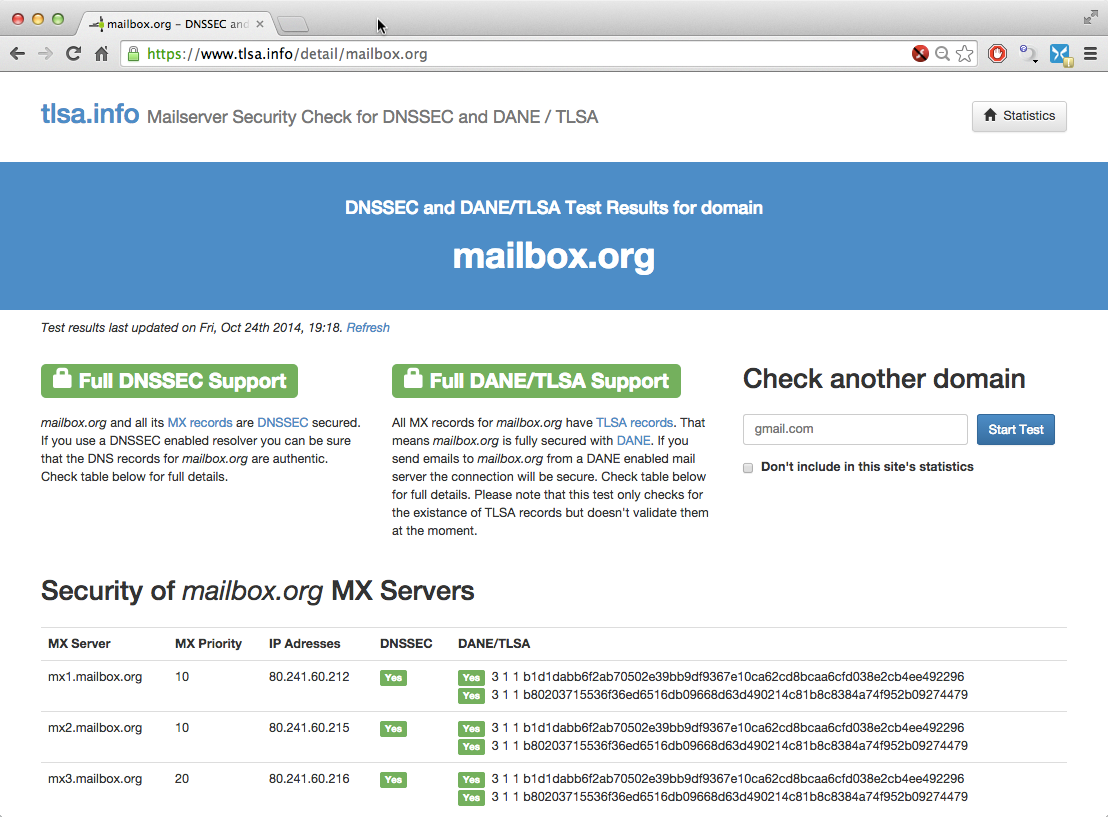 mailbox.org – DNSSEC and
https://www.tlsa.info/detail/mailbox.org
tlsa.info Mailserver Security Check for DNSSEC and DANE / TLSA
Statistics
DNSSEC and DANE/TLSA Test Results for domain
mailbox.org
Test results last updated on Fri, Oct 24th 2014, 19:18. Refresh
Full DNSSEC Support
mailbox.org and all its MX records are DNSSEC secured.
If you use a DNSSEC enabled resolver you can be sure
that the DNS records for mailbox.org are authentic.
Check table below for full details.
Full DANE/TLSA Support
All MX records for mailbox.org have TLSA records. That
means mailbox.org is fully secured with DANE. If you
send emails to mailbox.org from a DANE enabled mail
server the connection will be secure. Check table below
for full details. Please note that this test only checks for
the existance of TLSA records but doesn't validate them
at the moment.
Check another domain
gmail.com
Start Test
Don't include in this site's statistics
Security of mailbox.org MX Servers
MX Server MX Priority IP Adresses DNSSEC DANE/TLSA
mx1.mailbox.org 10 80.241.60.212 Yes Yes 3 1 1 b1d1dabb6f2ab70502e39bb9df9367e10ca62cd8bcaa6cfd038e2cb4ee492296
Yes 3 1 1 b80203715536f36ed6516db09668d63d490214c81b8c8384a74f952b09274479
mx2.mailbox.org 10 80.241.60.215 Yes Yes 3 1 1 b1d1dabb6f2ab70502e39bb9df9367e10ca62cd8bcaa6cfd038e2cb4ee492296
Yes 3 1 1 b80203715536f36ed6516db09668d63d490214c81b8c8384a74f952b09274479
mx3.mailbox.org 20 80.241.60.216 Yes Yes 3 1 1 b1d1dabb6f2ab70502e39bb9df9367e10ca62cd8bcaa6cfd038e2cb4ee492296
Yes 3 1 1 b80203715536f36ed6516db09668d63d490214c81b8c8384a74f952b09274479